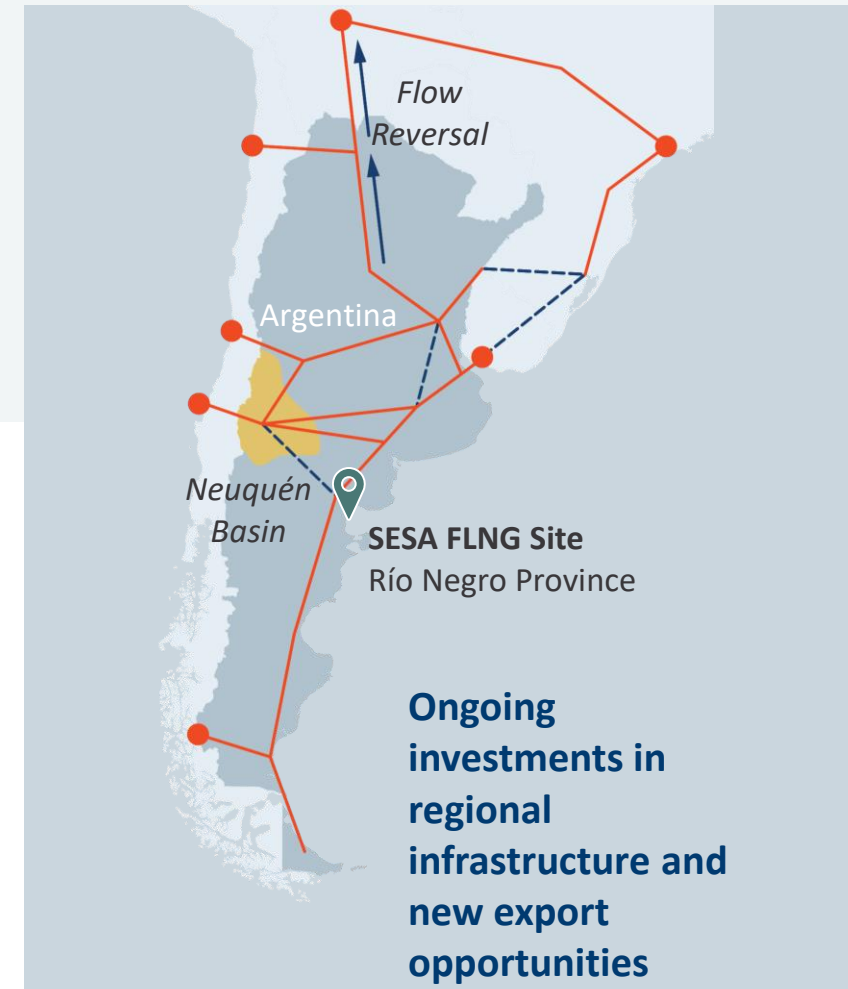 Flow
Reversal
Argentina
Neuquén
Basin
SESA FLNG Site
Río Negro Province
Ongoing
investments in
regional
infrastructure and
new export
opportunities